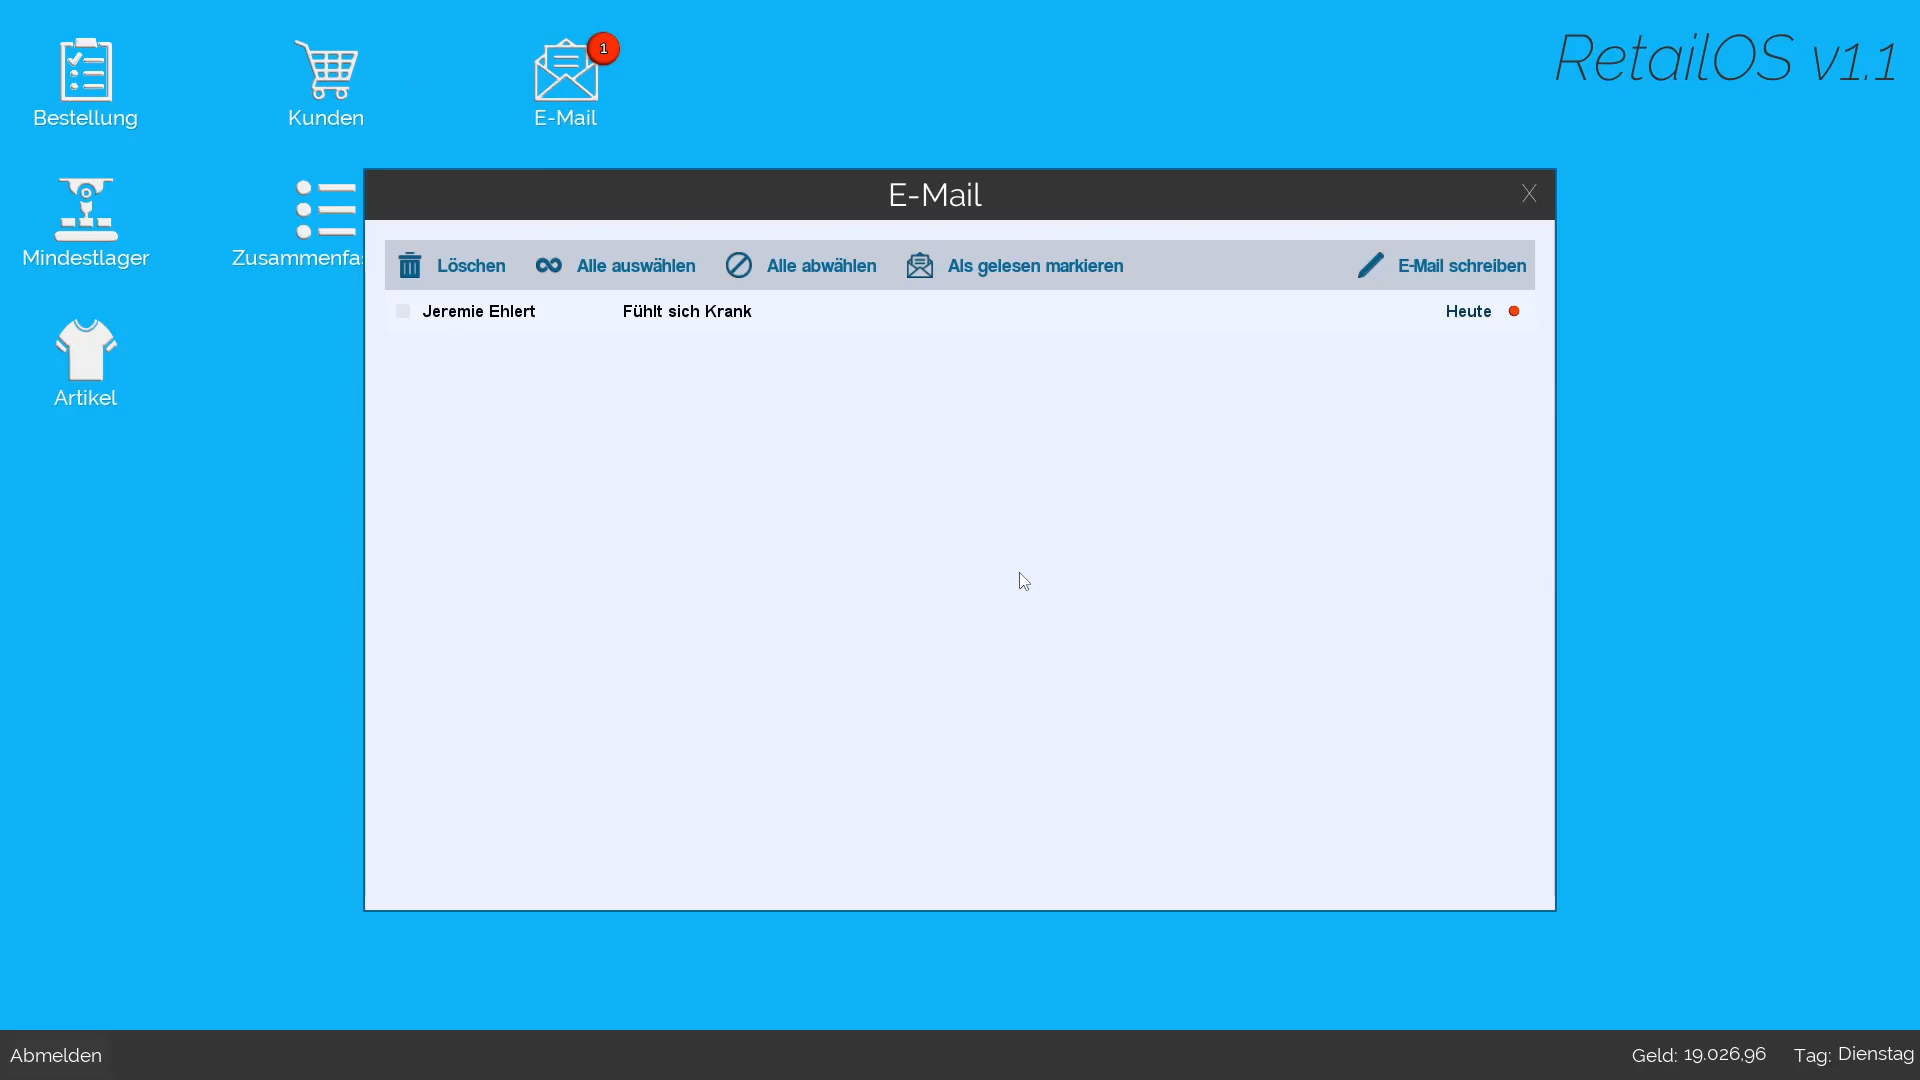 RetailOS v1.1
1
Bestellung
Kunden
E-Mail
Mindestlager
Zusammenfas
Artikel
E-Mail
X
Löschen
Alle auswählen
Alle abwählen
Als gelesen markieren
E-Mail schreiben
Jeremie Ehlert
Fühlt sich Krank
Heute
Abmelden
Geld: 19.026,96
Tag: Dienstag